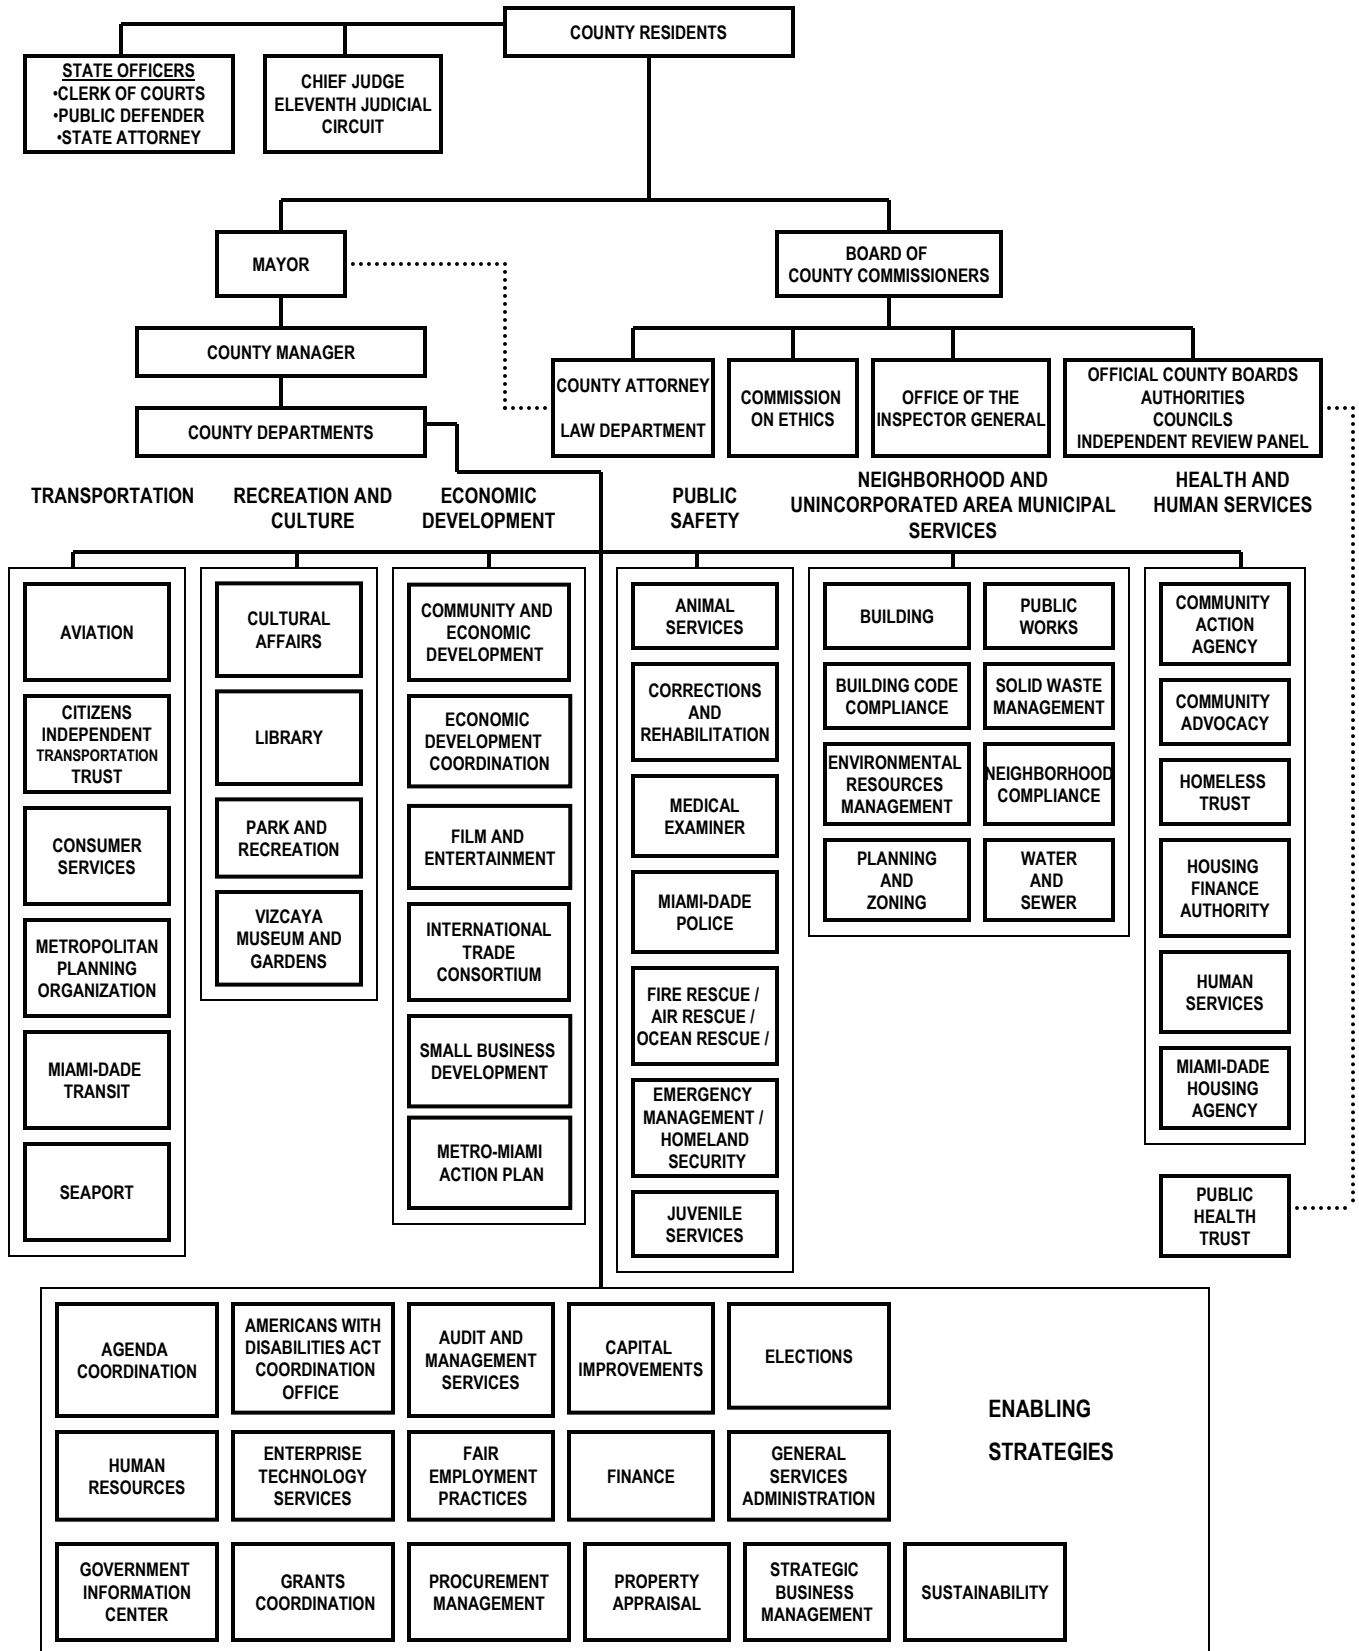 COUNTY RESIDENTS
STATE OFFICERS
•CLERK OF COURTS
•PUBLIC DEFENDER
•STATE ATTORNEY
CHIEF JUDGE
ELEVENTH JUDICIAL
CIRCUIT
MAYOR
BOARD OF
COUNTY COMMISSIONERS
COUNTY MANAGER
COUNTY DEPARTMENTS
COUNTY ATTORNEY
LAW DEPARTMENT
COMMISSION
ON ETHICS
OFFICE OF THE
INSPECTOR GENERAL
OFFICIAL COUNTY BOARDS
AUTHORITIES
COUNCILS
INDEPENDENT REVIEW PANEL
TRANSPORTATION
RECREATION AND
CULTURE
ECONOMIC
DEVELOPMENT
PUBLIC
SAFETY
NEIGHBORHOOD AND
UNINCORPORATED AREA MUNICIPAL
SERVICES
HEALTH AND
HUMAN SERVICES
AVIATION
CITIZENS
INDEPENDENT
TRANSPORTATION
TRUST
CONSUMER
SERVICES
METROPOLITAN
PLANNING
ORGANIZATION
MIAMI-DADE
TRANSIT
SEAPORT
CULTURAL
AFFAIRS
LIBRARY
PARK AND
RECREATION
VIZCAYA
MUSEUM AND
GARDENS
COMMUNITY AND
ECONOMIC
DEVELOPMENT
ECONOMIC
DEVELOPMENT
COORDINATION
FILM AND
ENTERTAINMENT
INTERNATIONAL
TRADE
CONSORTIUM
SMALL BUSINESS
DEVELOPMENT
METRO-MIAMI
ACTION PLAN
ANIMAL
SERVICES
CORRECTIONS
AND
REHABILITATION
MEDICAL
EXAMINER
MIAMI-DADE
POLICE
FIRE RESCUE /
AIR RESCUE /
OCEAN RESCUE /
EMERGENCY
MANAGEMENT /
HOMELAND
SECURITY
JUVENILE
SERVICES
BUILDING
PUBLIC
WORKS
BUILDING CODE
COMPLIANCE
SOLID WASTE
MANAGEMENT
ENVIRONMENTAL
RESOURCES
MANAGEMENT
NEIGHBORHOOD
COMPLIANCE
PLANNING
AND
ZONING
WATER
AND
SEWER
COMMUNITY
ACTION
AGENCY
COMMUNITY
ADVOCACY
HOMELESS
TRUST
HOUSING
FINANCE
AUTHORITY
HUMAN
SERVICES
MIAMI-DADE
HOUSING
AGENCY
PUBLIC
HEALTH
TRUST
AGENDA
COORDINATION
AMERICANS WITH
DISABILITIES ACT
COORDINATION
OFFICE
AUDIT AND
MANAGEMENT
SERVICES
CAPITAL
IMPROVEMENTS
ELECTIONS
ENABLING
STRATEGIES
HUMAN
RESOURCES
ENTERPRISE
TECHNOLOGY
SERVICES
FAIR
EMPLOYMENT
PRACTICES
FINANCE
GENERAL
SERVICES
ADMINISTRATION
GOVERNMENT
INFORMATION
CENTER
GRANTS
COORDINATION
PROCUREMENT
MANAGEMENT
PROPERTY
APPRAISAL
STRATEGIC
BUSINESS
MANAGEMENT
SUSTAINABILITY